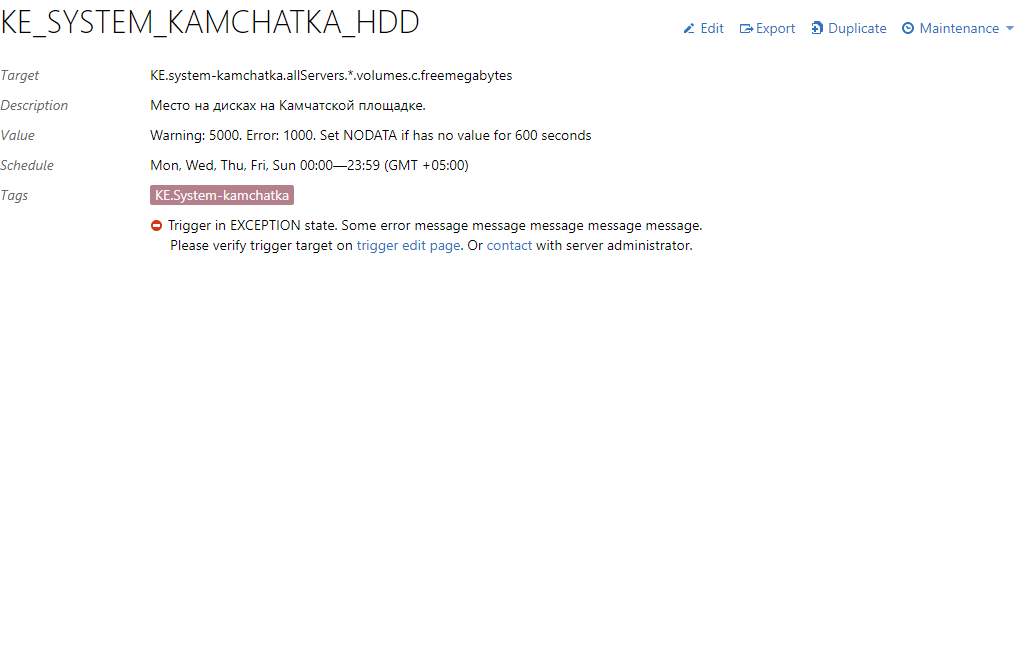 KE_SYSTEM_KAMCHATKA_HDD
Edit Export Duplicate Maintenance
Target KE.system-kamchatka.allServers.*.volumes.c.freemegabytes
Description Место на дисках на Камчатской площадке.
Value Warning: 5000. Error: 1000. Set NODATA if has no value for 600 seconds
Schedule Mon, Wed, Thu, Fri, Sun 00:00—23:59 (GMT +05:00)
Tags KE.System-kamchatka
Trigger in EXCEPTION state. Some error message message message message message.
Please verify trigger target on trigger edit page. Or contact with server administrator.